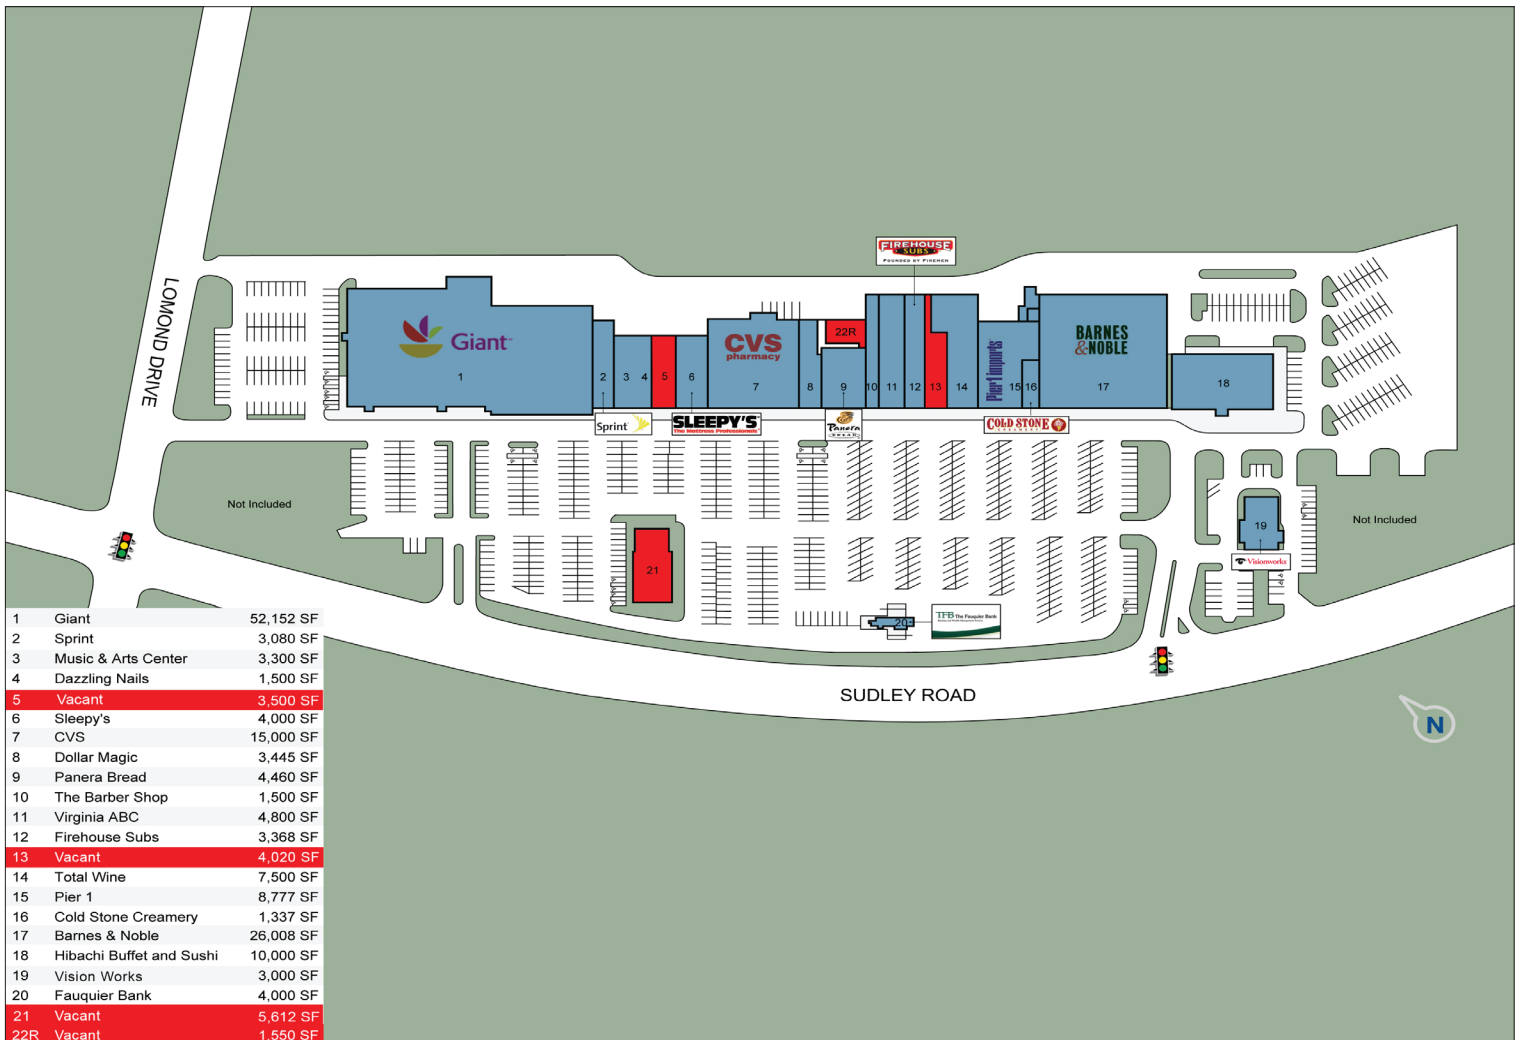 FIREHOUSE
SUBS
FOUNDED BY FIREMEN
LOMOND DRIVE
Giant
CVS
pharmacy
22R
Pier1 imports
BARNES
& NOBLE
1
2
3
4
5
6
7
8
9
10
11
12
13
14
15
16
17
18
Sprint
SLEEPY'S
The Mattress Professionals
Panera
BREAD
COLD STONE
CREAMERY
Not Included
Not Included
19
Visionworks
21
20
TFB The Fauquier Bank
SUDLEY ROAD
N
1 Giant 52,152 SF
2 Sprint 3,080 SF
3 Music & Arts Center 3,300 SF
4 Dazzling Nails 1,500 SF
5 Vacant 3,500 SF
6 Sleepy's 4,000 SF
7 CVS 15,000 SF
8 Dollar Magic 3,445 SF
9 Panera Bread 4,460 SF
10 The Barber Shop 1,500 SF
11 Virginia ABC 4,800 SF
12 Firehouse Subs 3,368 SF
13 Vacant 4,020 SF
14 Total Wine 7,500 SF
15 Pier 1 8,777 SF
16 Cold Stone Creamery 1,337 SF
17 Barnes & Noble 26,008 SF
18 Hibachi Buffet and Sushi 10,000 SF
19 Vision Works 3,000 SF
20 Fauquier Bank 4,000 SF
21 Vacant 5,612 SF
22R Vacant 1,550 SF